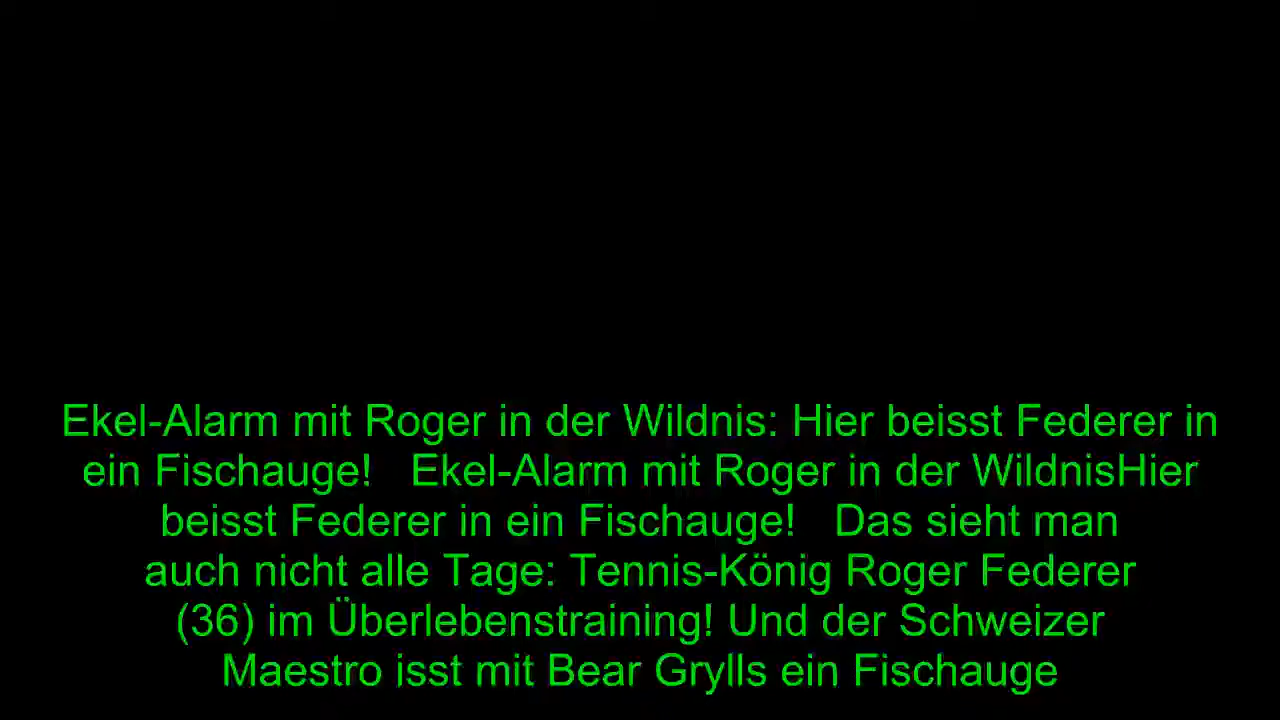 Ekel-Alarm mit Roger in der Wildnis: Hier beisst Federer in
ein Fischauge!   Ekel-Alarm mit Roger in der WildnisHier
beisst Federer in ein Fischauge!   Das sieht man
auch nicht alle Tage: Tennis-König Roger Federer
(36) im Überlebenstraining! Und der Schweizer
Maestro isst mit Bear Grylls ein Fischauge